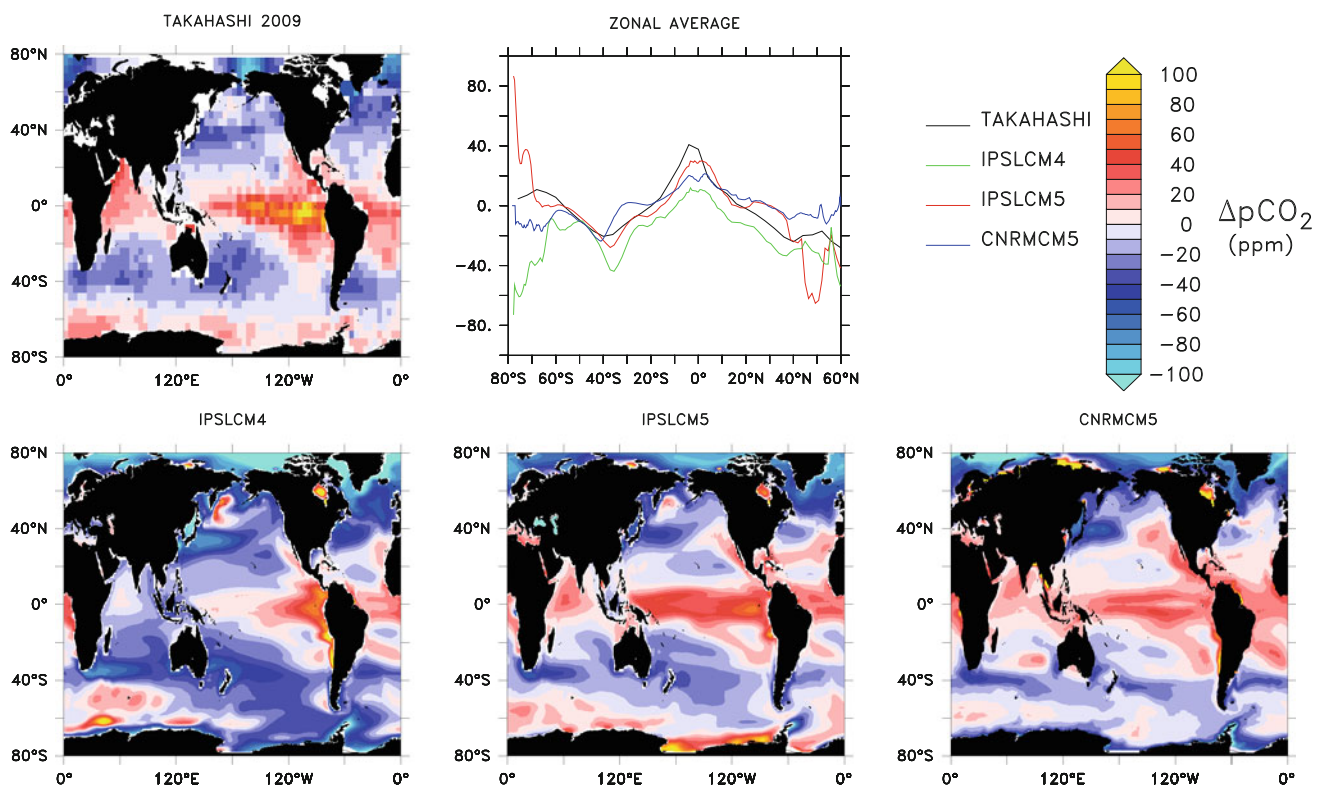 TAKAHASHI 2009
80°N
40°N
0°
40°S
80°S
0°
120°E
120°W
0°
ZONAL AVERAGE
80.
40.
0.
-40.
-80.
80°S
60°S
40°S
20°S
0°
20°N
40°N
60°N
TAKAHASHI
IPSLCM4
IPSLCM5
CNRMCM5
100
80
60
40
20
0
-20
-40
-60
-80
-100
ΔpCO₂
(ppm)
IPSLCM4
80°N
40°N
0°
40°S
80°S
0°
120°E
120°W
0°
IPSLCM5
80°N
40°N
0°
40°S
80°S
0°
120°E
120°W
0°
CNRMCM5
80°N
40°N
0°
40°S
80°S
0°
120°E
120°W
0°